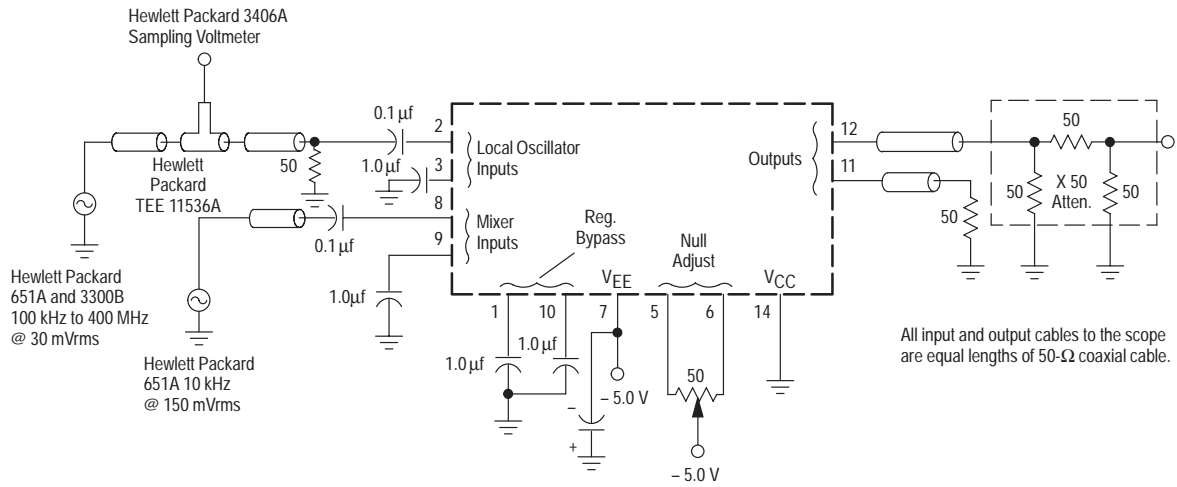 Hewlett Packard 3406A
Sampling Voltmeter
0.1 μf
2
12
50
Local Oscillator
Inputs
Outputs
Hewlett
Packard
TEE 11536A
50
1.0 μf
3
11
50
X 50
Atten.
50
8
Mixer
Inputs
50
0.1 μf
9
Reg.
Bypass
Null
Adjust
Hewlett Packard
651A and 3300B
100 kHz to 400 MHz
@ 30 mVrms
1.0μf
VEE
VCC
1
10
7
5
6
14
All input and output cables to the scope
are equal lengths of 50-Ω coaxial cable.
Hewlett Packard
651A 10 kHz
@ 150 mVrms
1.0 μf
1.0 μf
50
– 5.0 V
–
+
– 5.0 V